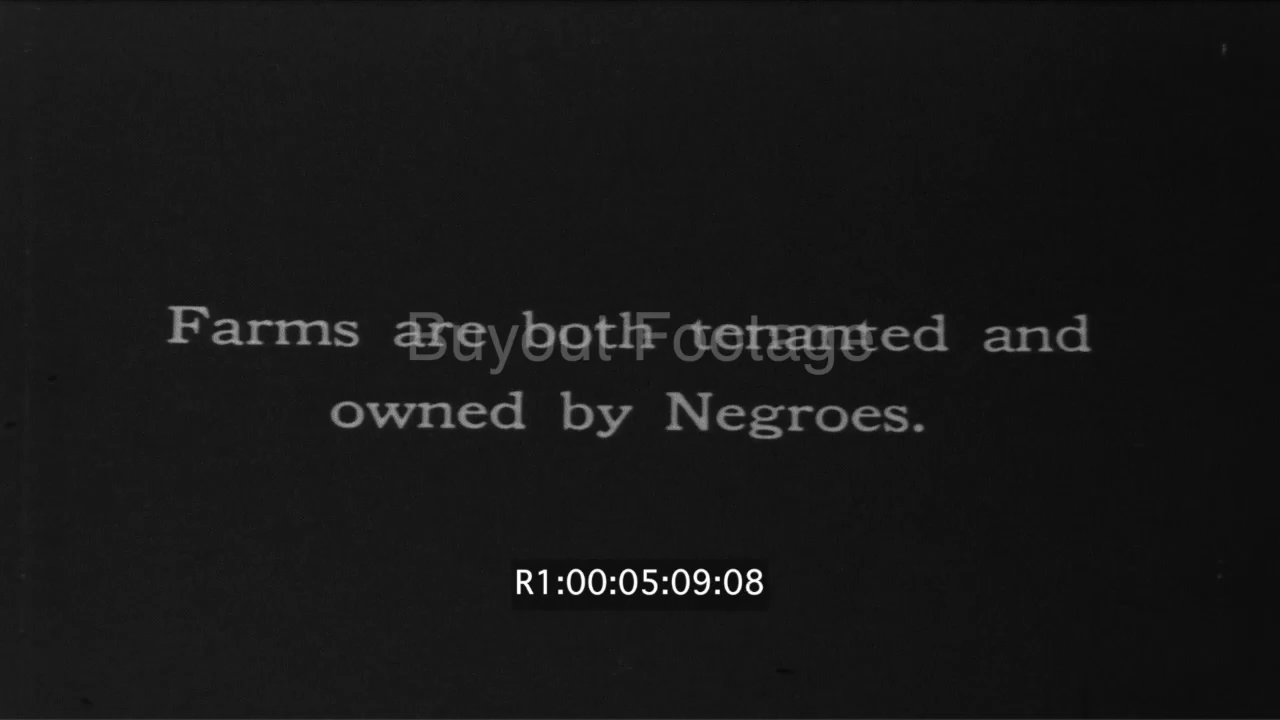 Farms are both tenanted and
Buyout Footage
owned by Negroes.
R1:00:05:09:08